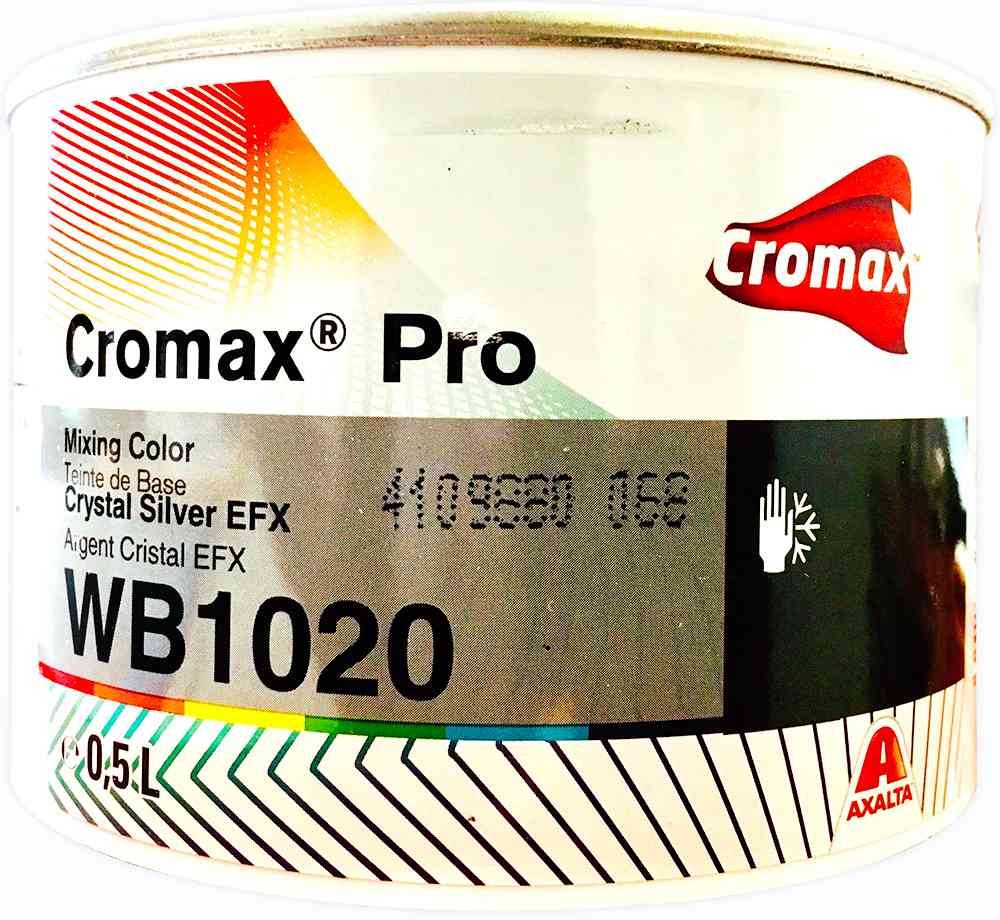 Cromax
Cromax® Pro
Mixing Color
Teinte de Base
Crystal Silver EFX
Argent Cristal EFX
4109880 068
WB1020
e 0,5 L
AXALTA